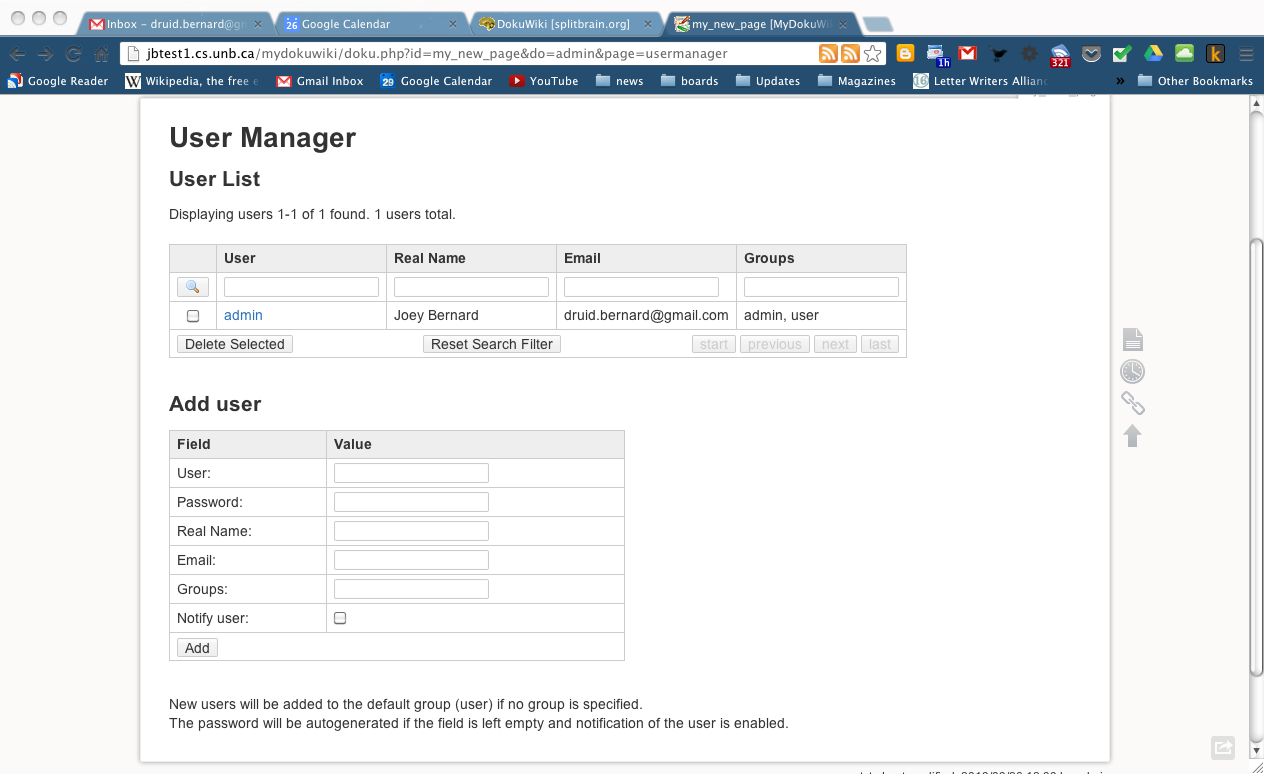 Inbox – druid.bernard@gm
26 Google Calendar
DokuWiki [splitbrain.org]
my_new_page [MyDokuWi
jbtest1.cs.unb.ca/mydokuwiki/doku.php?id=my_new_page&do=admin&page=usermanager
1h
321
k
Google Reader
W Wikipedia, the free e
Gmail Inbox
29 Google Calendar
YouTube
news
boards
Updates
Magazines
Letter Writers Allianc
»
Other Bookmarks
User Manager
User List
Displaying users 1-1 of 1 found. 1 users total.
User Real Name Email Groups
admin Joey Bernard druid.bernard@gmail.com admin, user
Delete Selected Reset Search Filter start previous next last
Add user
Field Value
User:
Password:
Real Name:
Email:
Groups:
Notify user:
Add
New users will be added to the default group (user) if no group is specified.
The password will be autogenerated if the field is left empty and notification of the user is enabled.